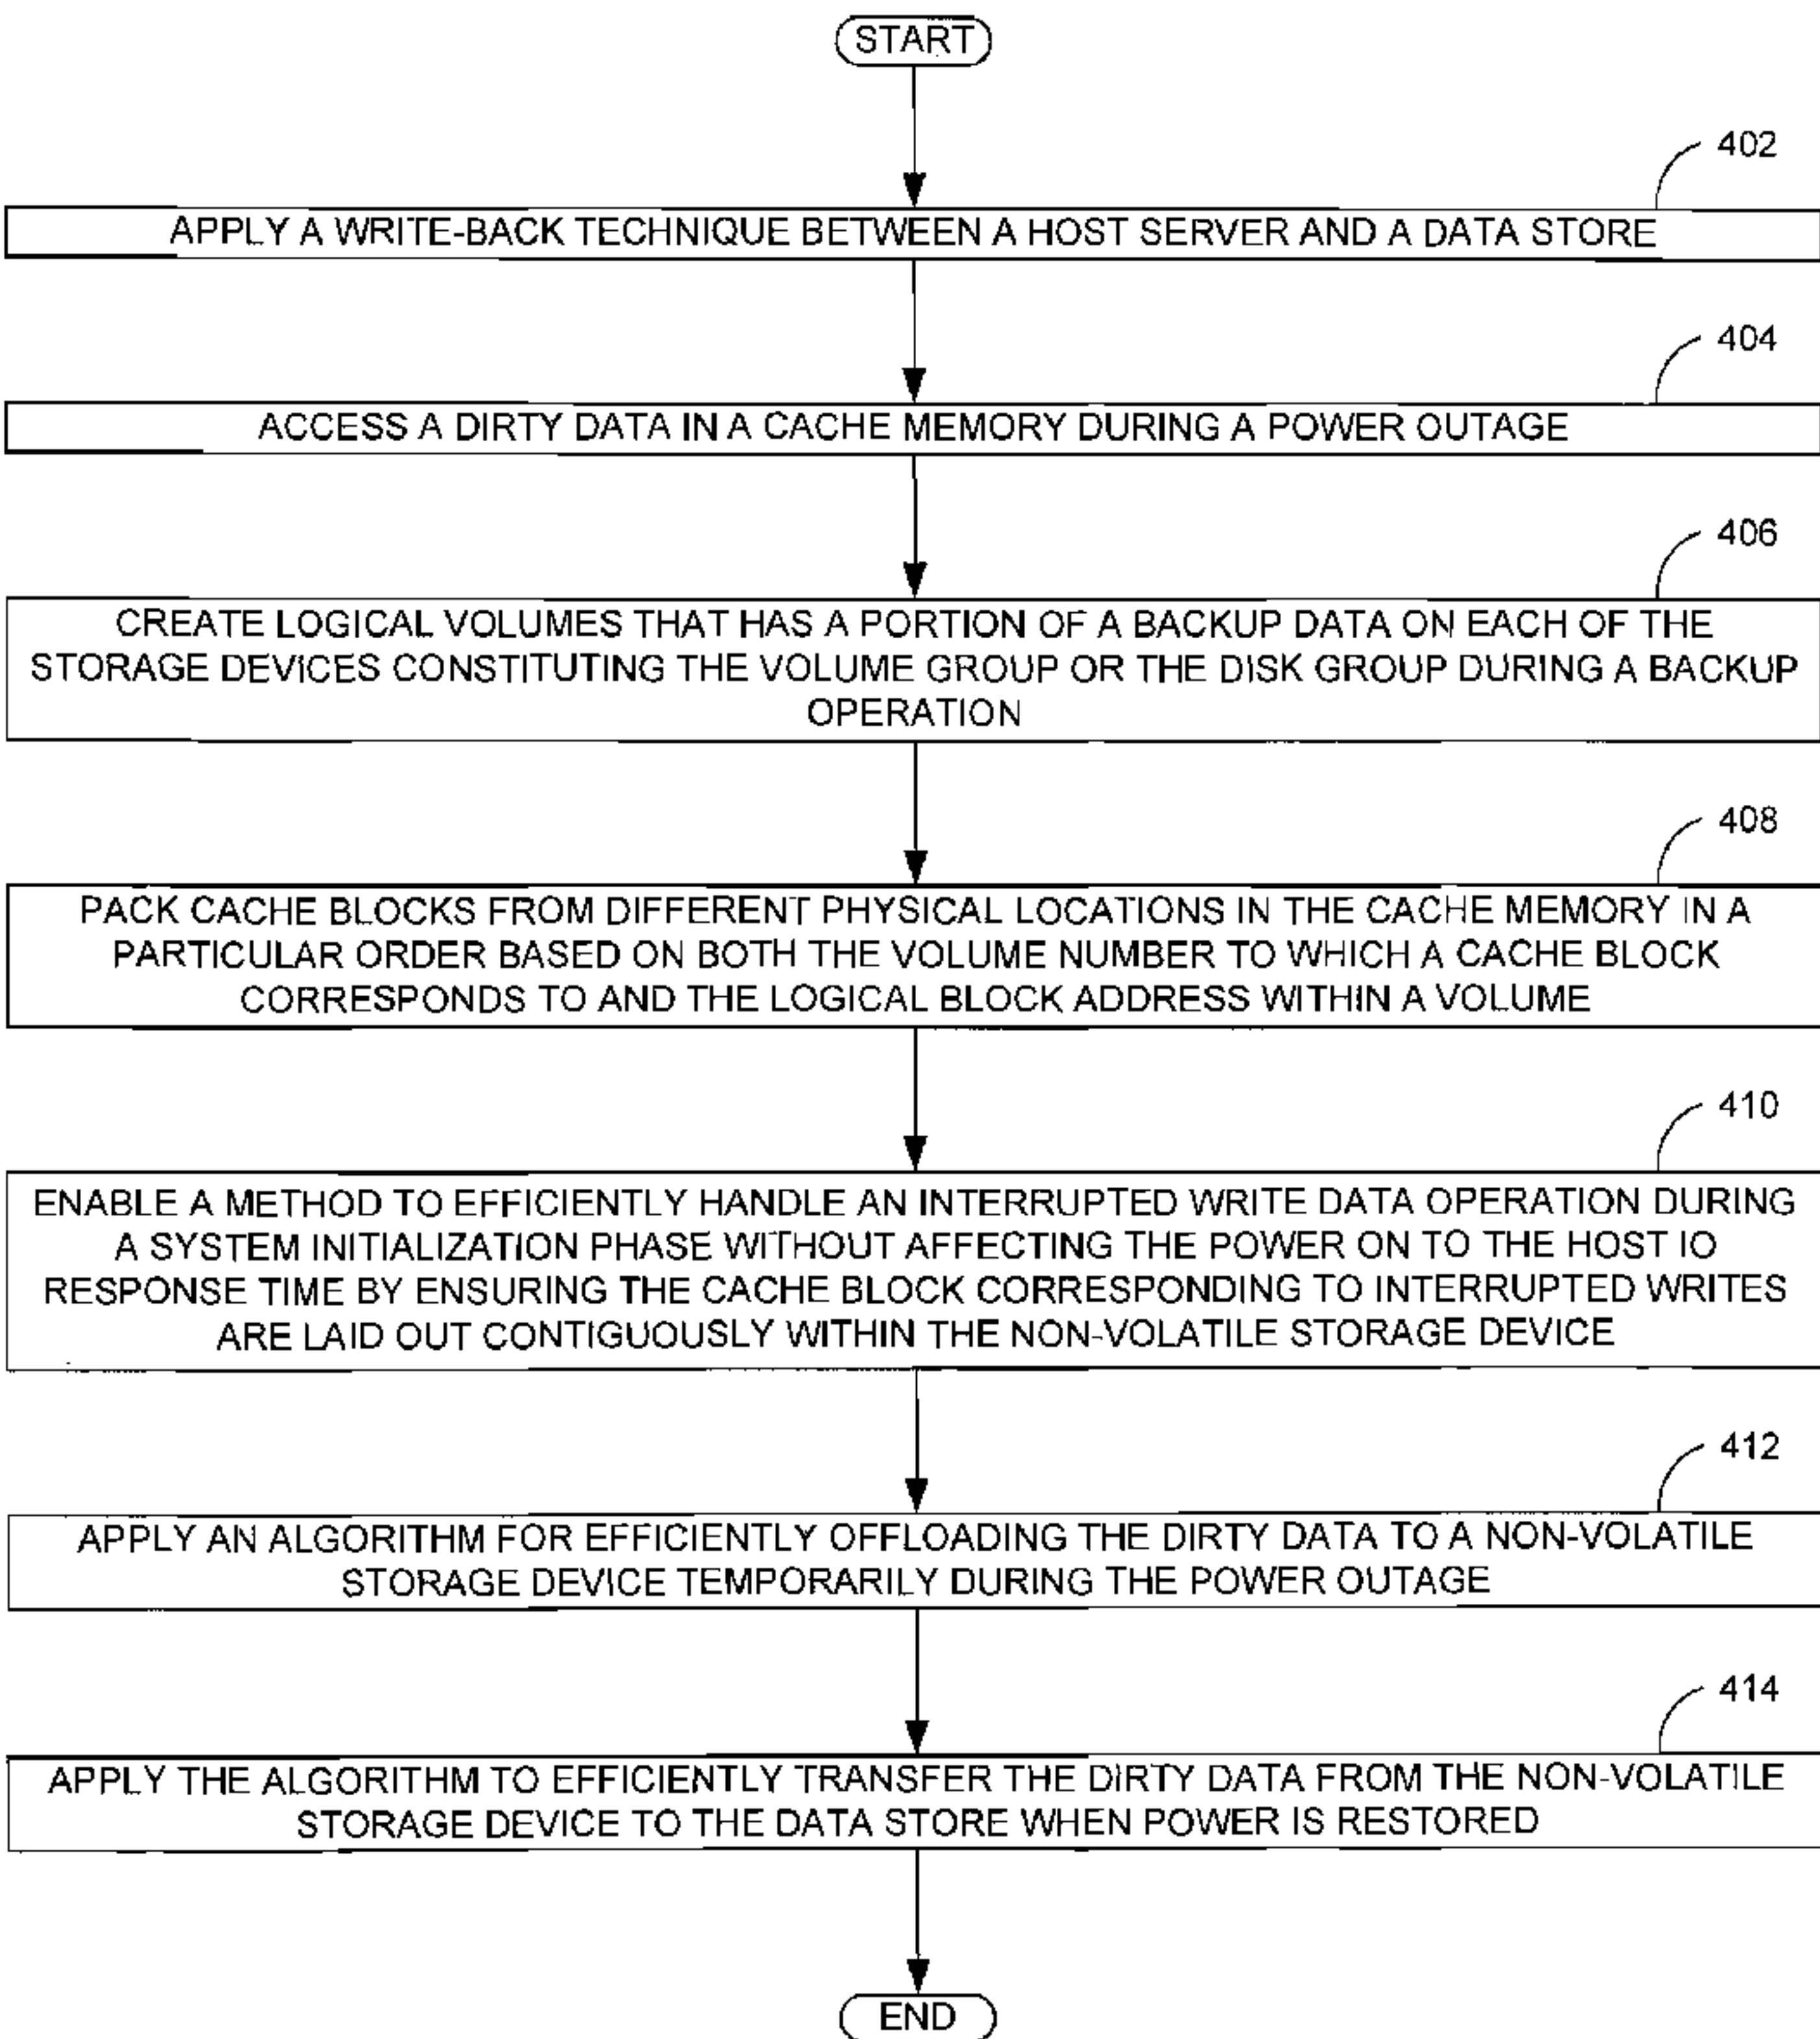 START
402
APPLY A WRITE-BACK TECHNIQUE BETWEEN A HOST SERVER AND A DATA STORE
404
ACCESS A DIRTY DATA IN A CACHE MEMORY DURING A POWER OUTAGE
406
CREATE LOGICAL VOLUMES THAT HAS A PORTION OF A BACKUP DATA ON EACH OF THE
STORAGE DEVICES CONSTITUTING THE VOLUME GROUP OR THE DISK GROUP DURING A BACKUP
OPERATION
408
PACK CACHE BLOCKS FROM DIFFERENT PHYSICAL LOCATIONS IN THE CACHE MEMORY IN A
PARTICULAR ORDER BASED ON BOTH THE VOLUME NUMBER TO WHICH A CACHE BLOCK
CORRESPONDS TO AND THE LOGICAL BLOCK ADDRESS WITHIN A VOLUME
410
ENABLE A METHOD TO EFFICIENTLY HANDLE AN INTERRUPTED WRITE DATA OPERATION DURING
A SYSTEM INITIALIZATION PHASE WITHOUT AFFECTING THE POWER ON TO THE HOST IO
RESPONSE TIME BY ENSURING THE CACHE BLOCK CORRESPONDING TO INTERRUPTED WRITES
ARE LAID OUT CONTIGUOUSLY WITHIN THE NON-VOLATILE STORAGE DEVICE
412
APPLY AN ALGORITHM FOR EFFICIENTLY OFFLOADING THE DIRTY DATA TO A NON-VOLATILE
STORAGE DEVICE TEMPORARILY DURING THE POWER OUTAGE
414
APPLY THE ALGORITHM TO EFFICIENTLY TRANSFER THE DIRTY DATA FROM THE NON-VOLATILE
STORAGE DEVICE TO THE DATA STORE WHEN POWER IS RESTORED
END